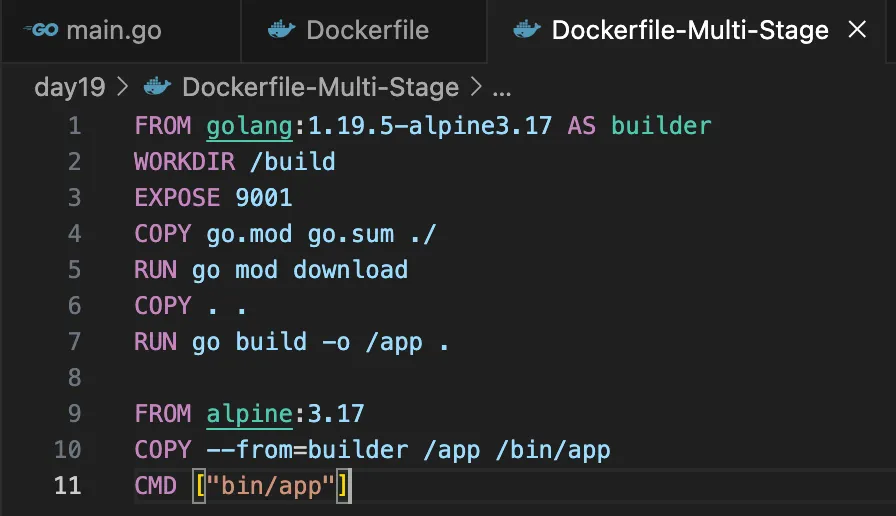 GO main.go Dockerfile Dockerfile-Multi-Stage
day19 > Dockerfile-Multi-Stage > ...
1 FROM golang:1.19.5-alpine3.17 AS builder
2 WORKDIR /build
3 EXPOSE 9001
4 COPY go.mod go.sum ./
5 RUN go mod download
6 COPY . .
7 RUN go build -o /app .
8
9 FROM alpine:3.17
10 COPY --from=builder /app /bin/app
11 CMD ["bin/app"]